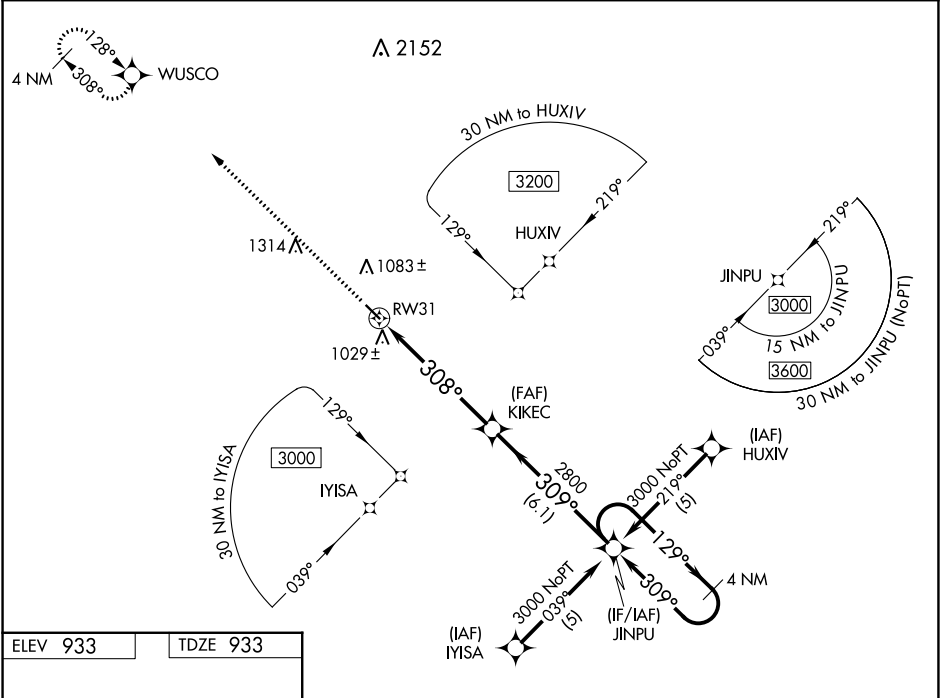 2152
128°
4 NM
308°
WUSCO
30 NM to HUXIV
3200
129°
219°
HUXIV
1314
1083±
RW31
1029±
308°
219°
JINPU
3000
039°
15 NM to JINPU
3600
30 NM to JINPU (NoPT)
(FAF)
KIKEC
129°
3000
IYISA
30 NM to IYISA
039°
2800
309°
(6.1)
(IAF)
HUXIV
3000 NoPT
219°
(5)
129°
309°
4 NM
3000 NoPT
039°
(5)
(IF/IAF)
JINPU
(IAF)
IYISA
ELEV 933
TDZE 933